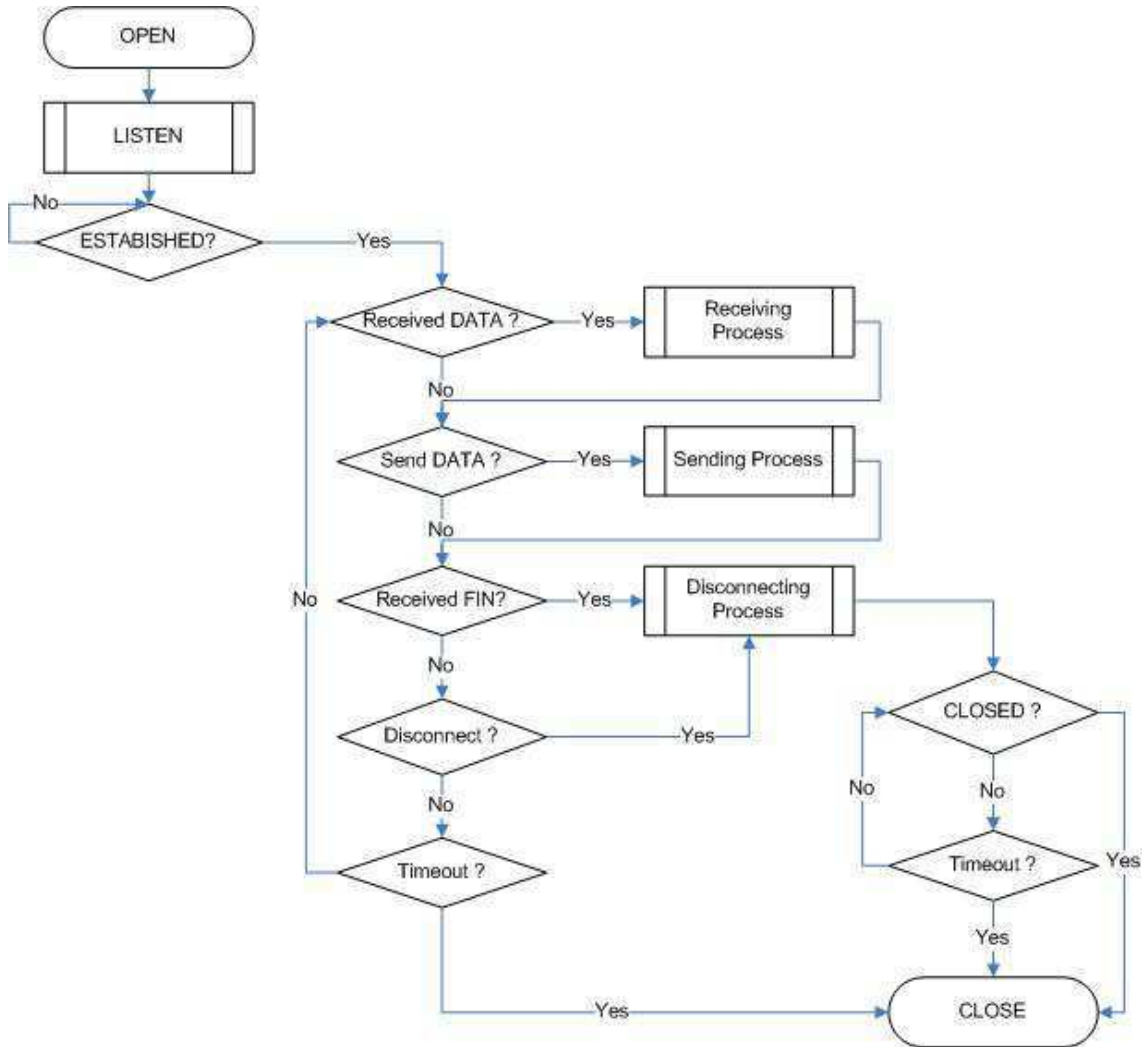 OPEN
LISTEN
No
ESTABISHED?
Yes
Received DATA ?
Yes
Receiving
Process
No
Send DATA ?
Yes
Sending Process
No
Received FIN?
Yes
Disconnecting
Process
No
No
Disconnect ?
Yes
CLOSED ?
No
No
No
Timeout ?
Timeout ?
Yes
Yes
Yes
CLOSE